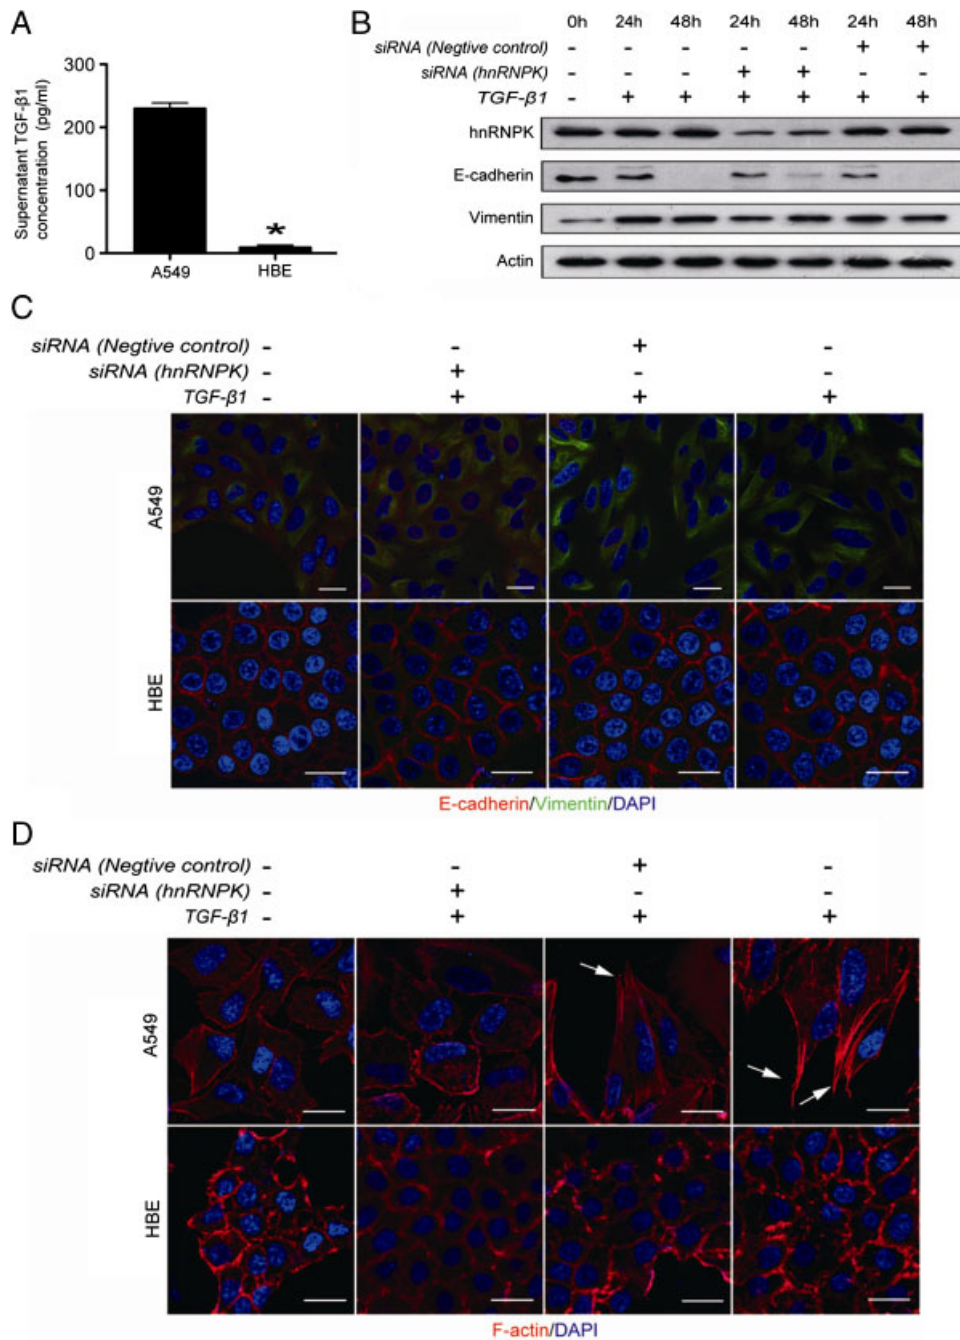 A
Supernatant TGF-β1
concentration (pg/ml)
300
200
100
0
*
A549 HBE
B
0h 24h 48h 24h 48h 24h 48h
siRNA (Negtive control) - - - - - + +
siRNA (hnRNPK) - - - + + - -
TGF-β1 - + + + + + +
hnRNPK
E-cadherin
Vimentin
Actin
C
siRNA (Negtive control) - - + -
siRNA (hnRNPK) - + - -
TGF-β1 - + + +
A549
HBE
E-cadherin/Vimentin/DAPI
D
siRNA (Negtive control) - - + -
siRNA (hnRNPK) - + - -
TGF-β1 - + + +
A549
HBE
F-actin/DAPI